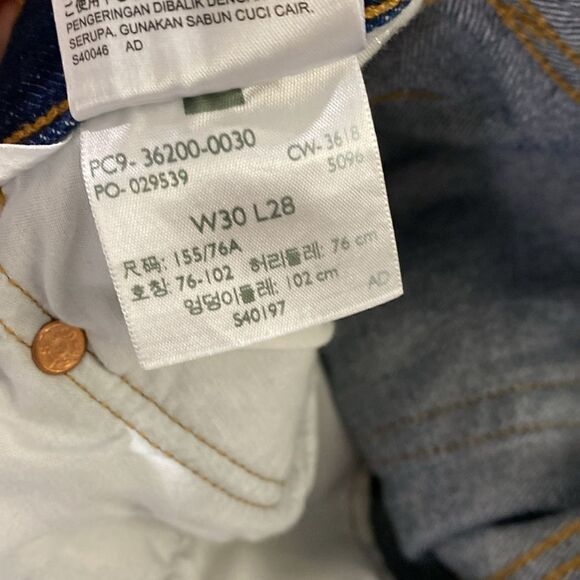 PENGERINGAN DIBALIK DENGAN
SERUPA. GUNAKAN SABUN CUCI CAIR.
S40046 AD
PC9- 36200-0030 CW-3618
PO- 029539 5096
W30 L28
尺码: 155/76A
호칭: 76-102 허리둘레: 76 cm
엉덩이둘레: 102 cm AD
S40197